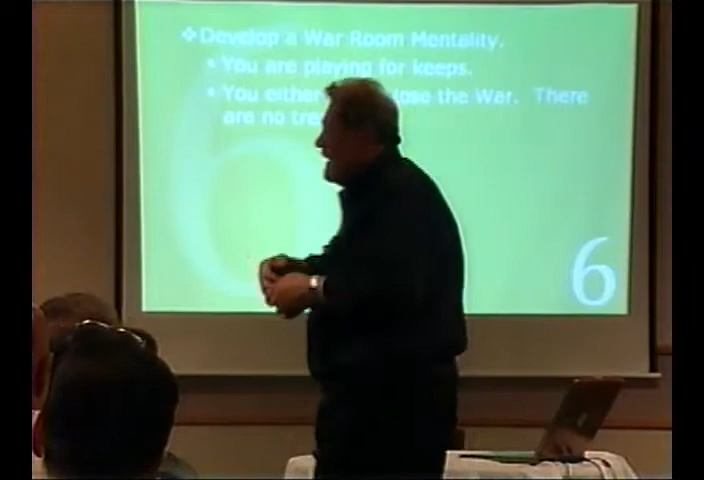 ❖Develop a War Room Mentality.
• You are playing for keeps.
• You either lose the War. There
are no
6